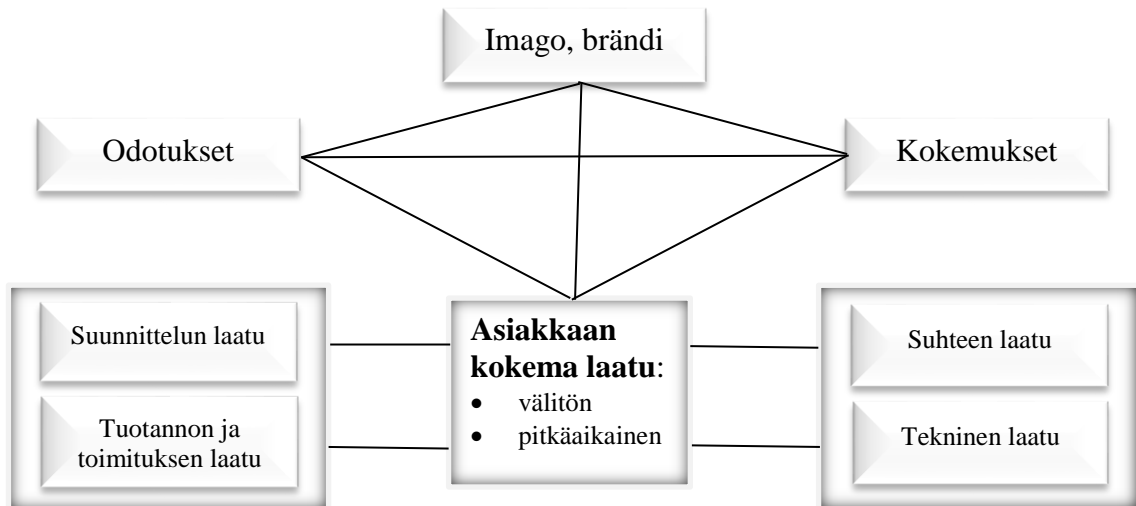 Imago, brändi
Odotukset
Kokemukset
Suunnittelun laatu
Tuotannon ja
toimituksen laatu
Asiakkaan
kokema laatu:
• välitön
• pitkäaikainen
Suhteen laatu
Tekninen laatu